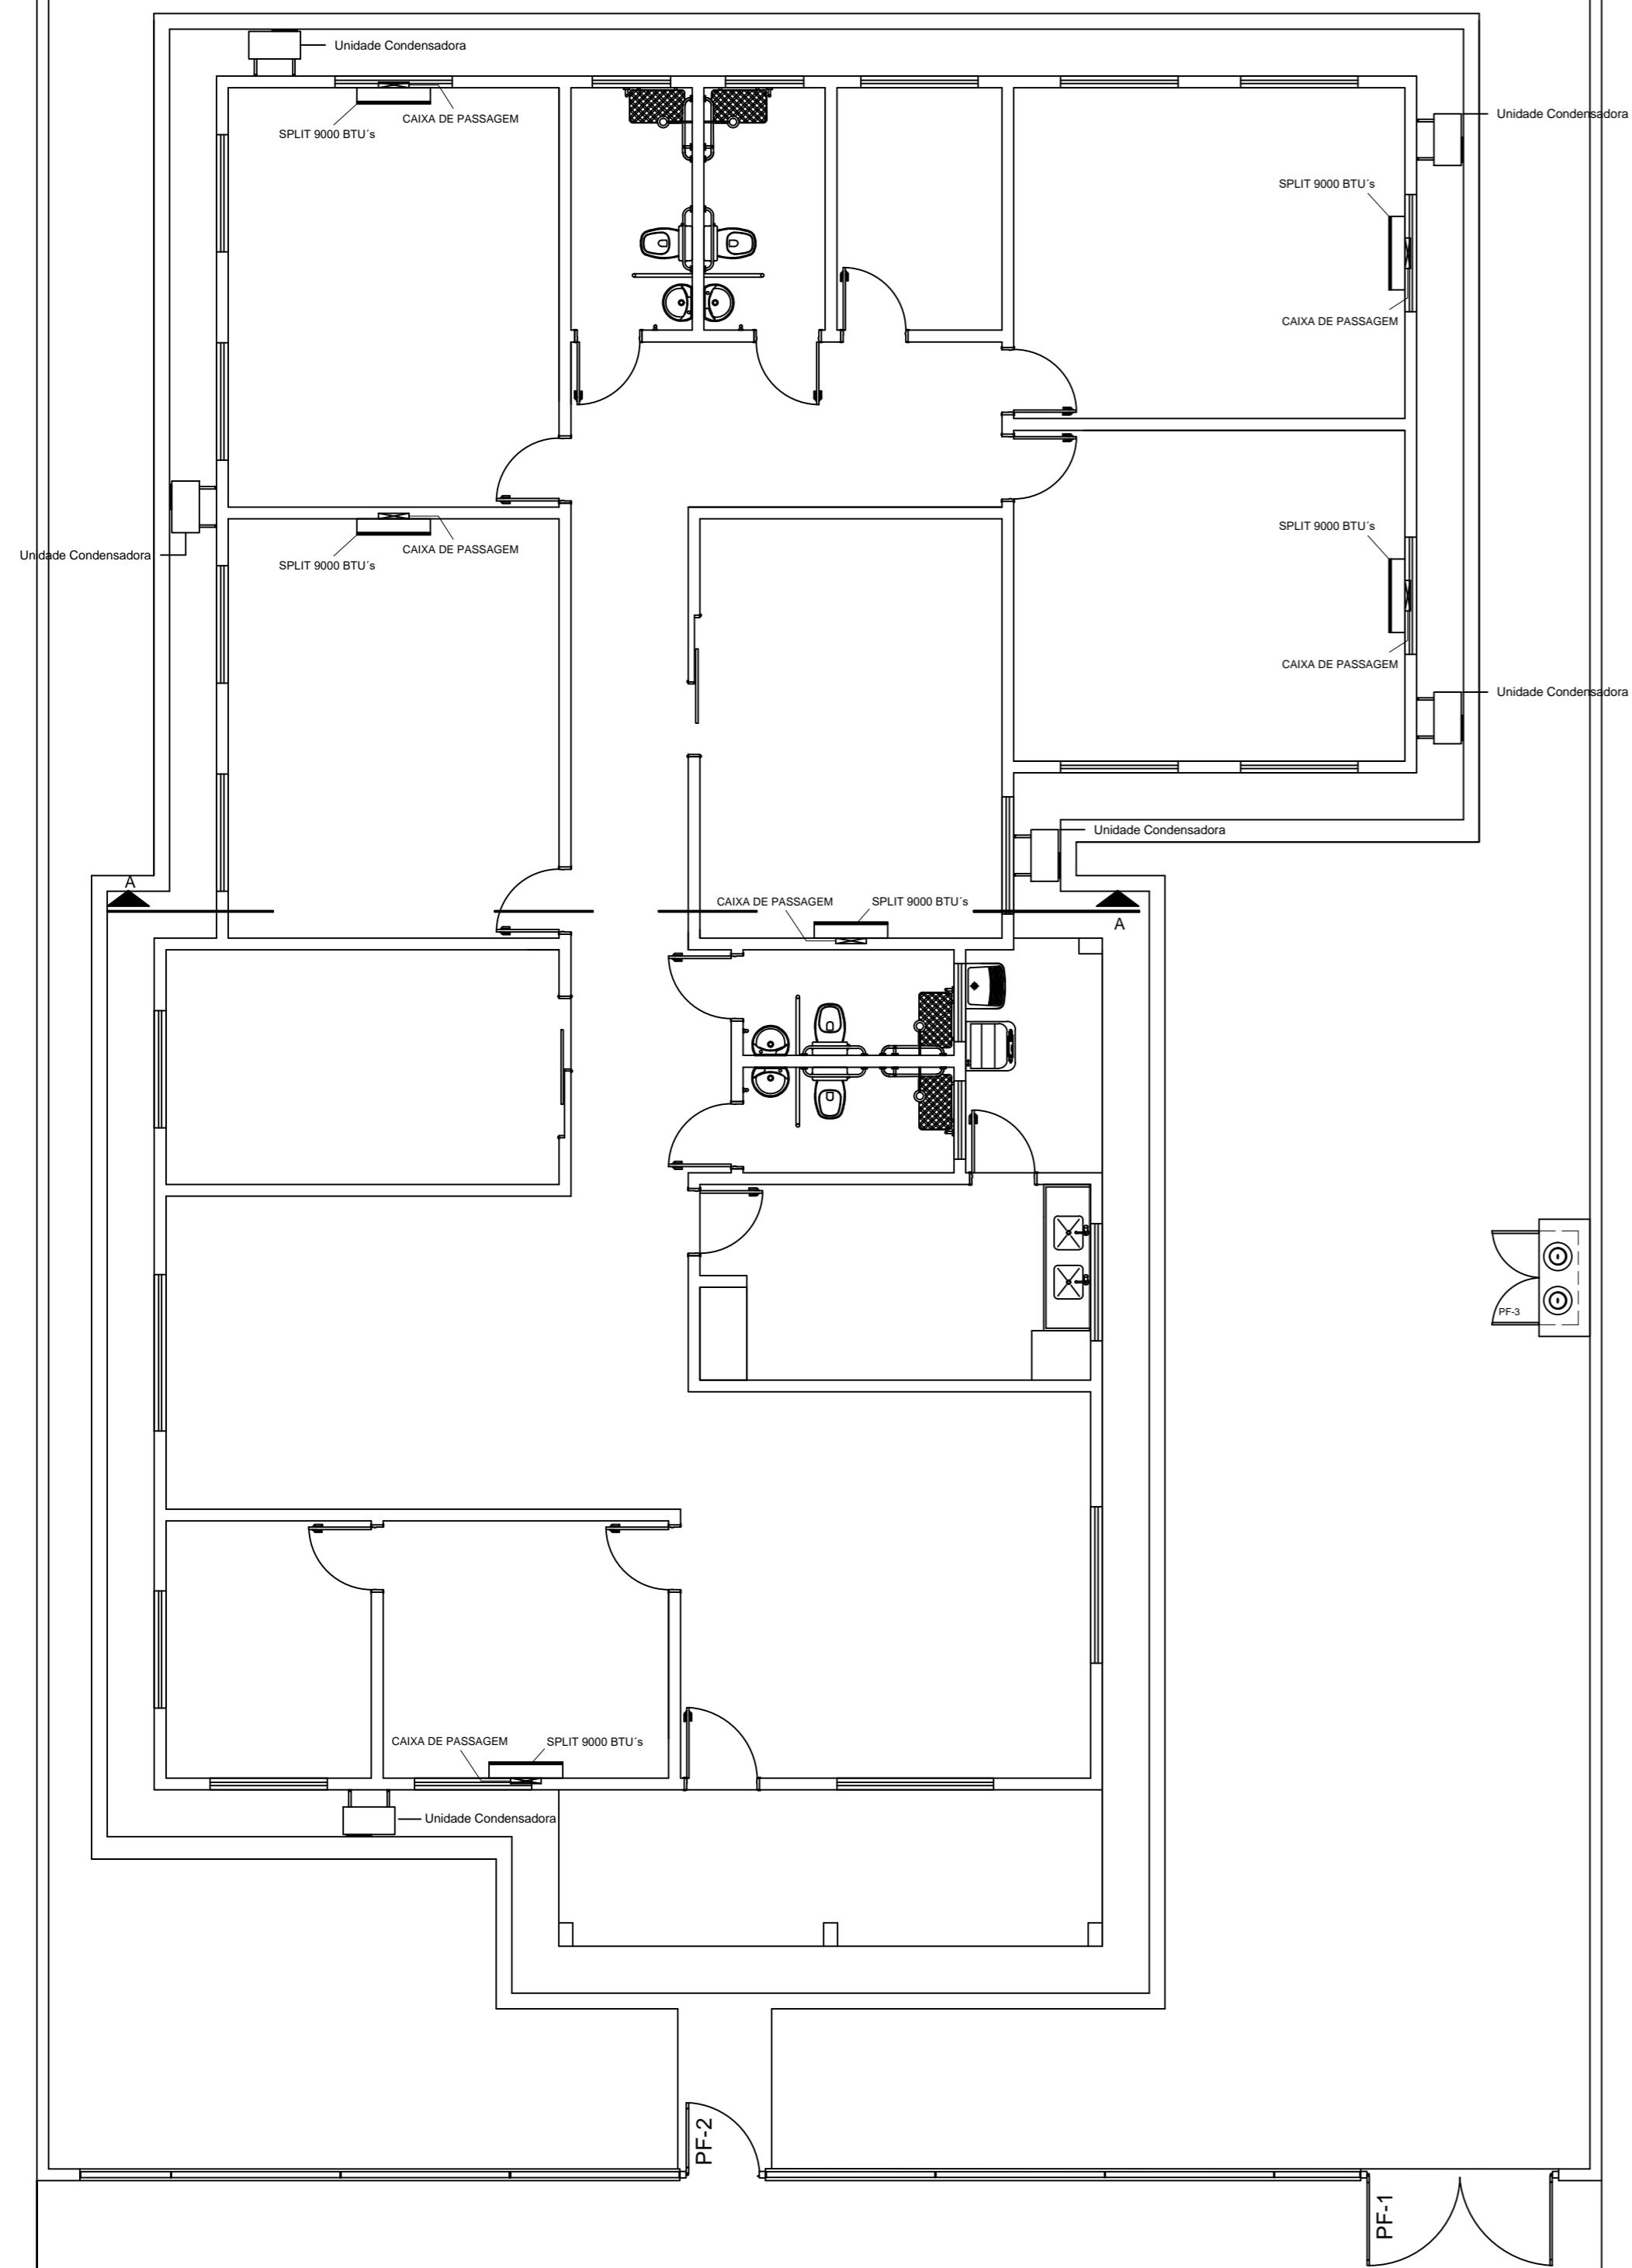 Unidade Condensadora
CAIXA DE PASSAGEM
SPLIT 9000 BTU´s
Unidade Condensadora
SPLIT 9000 BTU´s
CAIXA DE PASSAGEM
SPLIT 9000 BTU´s
CAIXA DE PASSAGEM
Unidade Condensadora
SPLIT 9000 BTU´s
CAIXA DE PASSAGEM
Unidade Condensadora
Unidade Condensadora
A
CAIXA DE PASSAGEM
SPLIT 9000 BTU´s
A
PF-3
CAIXA DE PASSAGEM
SPLIT 9000 BTU´s
Unidade Condensadora
PF-2
PF-1